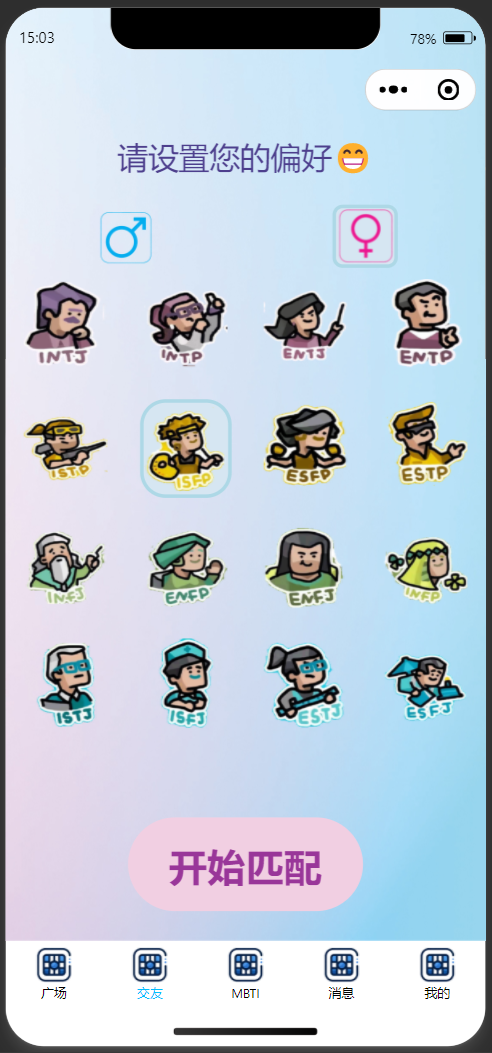 15:03 78%
请设置您的偏好😁
INTJ INTP ENTJ ENTP
ISTP ISFP ESFP ESTP
INFJ ENFP ENFJ INFP
ISTJ ISFJ ESTJ ESFJ
开始匹配
广场 交友 MBTI 消息 我的